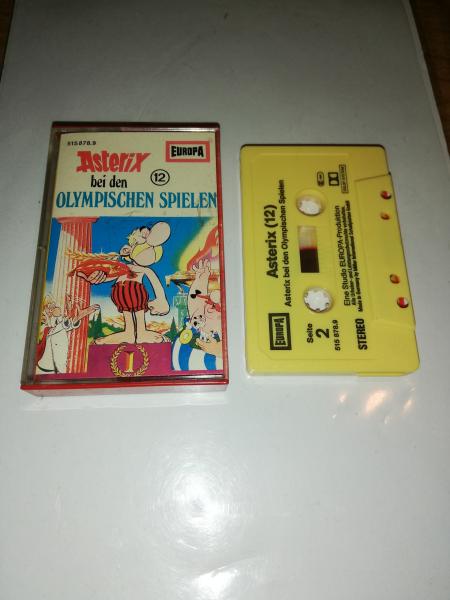 515 878.9
EUROPA
Asterix
bei den
12
OLYMPISCHEN SPIELEN
1
Asterix (12)
Asterix bei den Olympischen Spielen
EUROPA
Seite
2
515 878.9
Eine Studio EUROPA-Produktion
STEREO